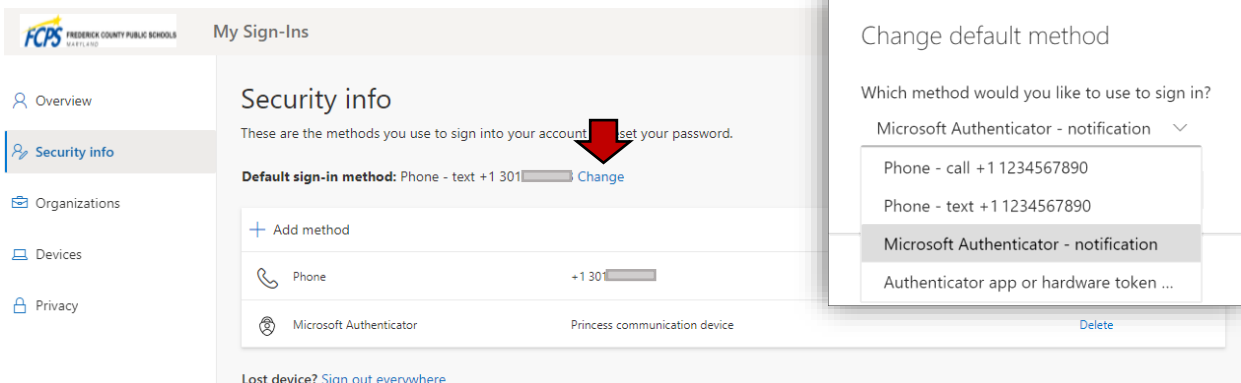 FCPS FREDERICK COUNTY PUBLIC SCHOOLS
MARYLAND
My Sign-Ins
Overview
Security info
Organizations
Devices
Privacy
Security info
These are the methods you use to sign into your account set your password.
Default sign-in method: Phone - text +1 301 Change
+ Add method
Phone +1 301
Microsoft Authenticator Princess communication device Delete
Lost device? Sign out everywhere
Change default method
Which method would you like to use to sign in?
Microsoft Authenticator - notification
Phone - call +1 1234567890
Phone - text +1 1234567890
Microsoft Authenticator - notification
Authenticator app or hardware token ...